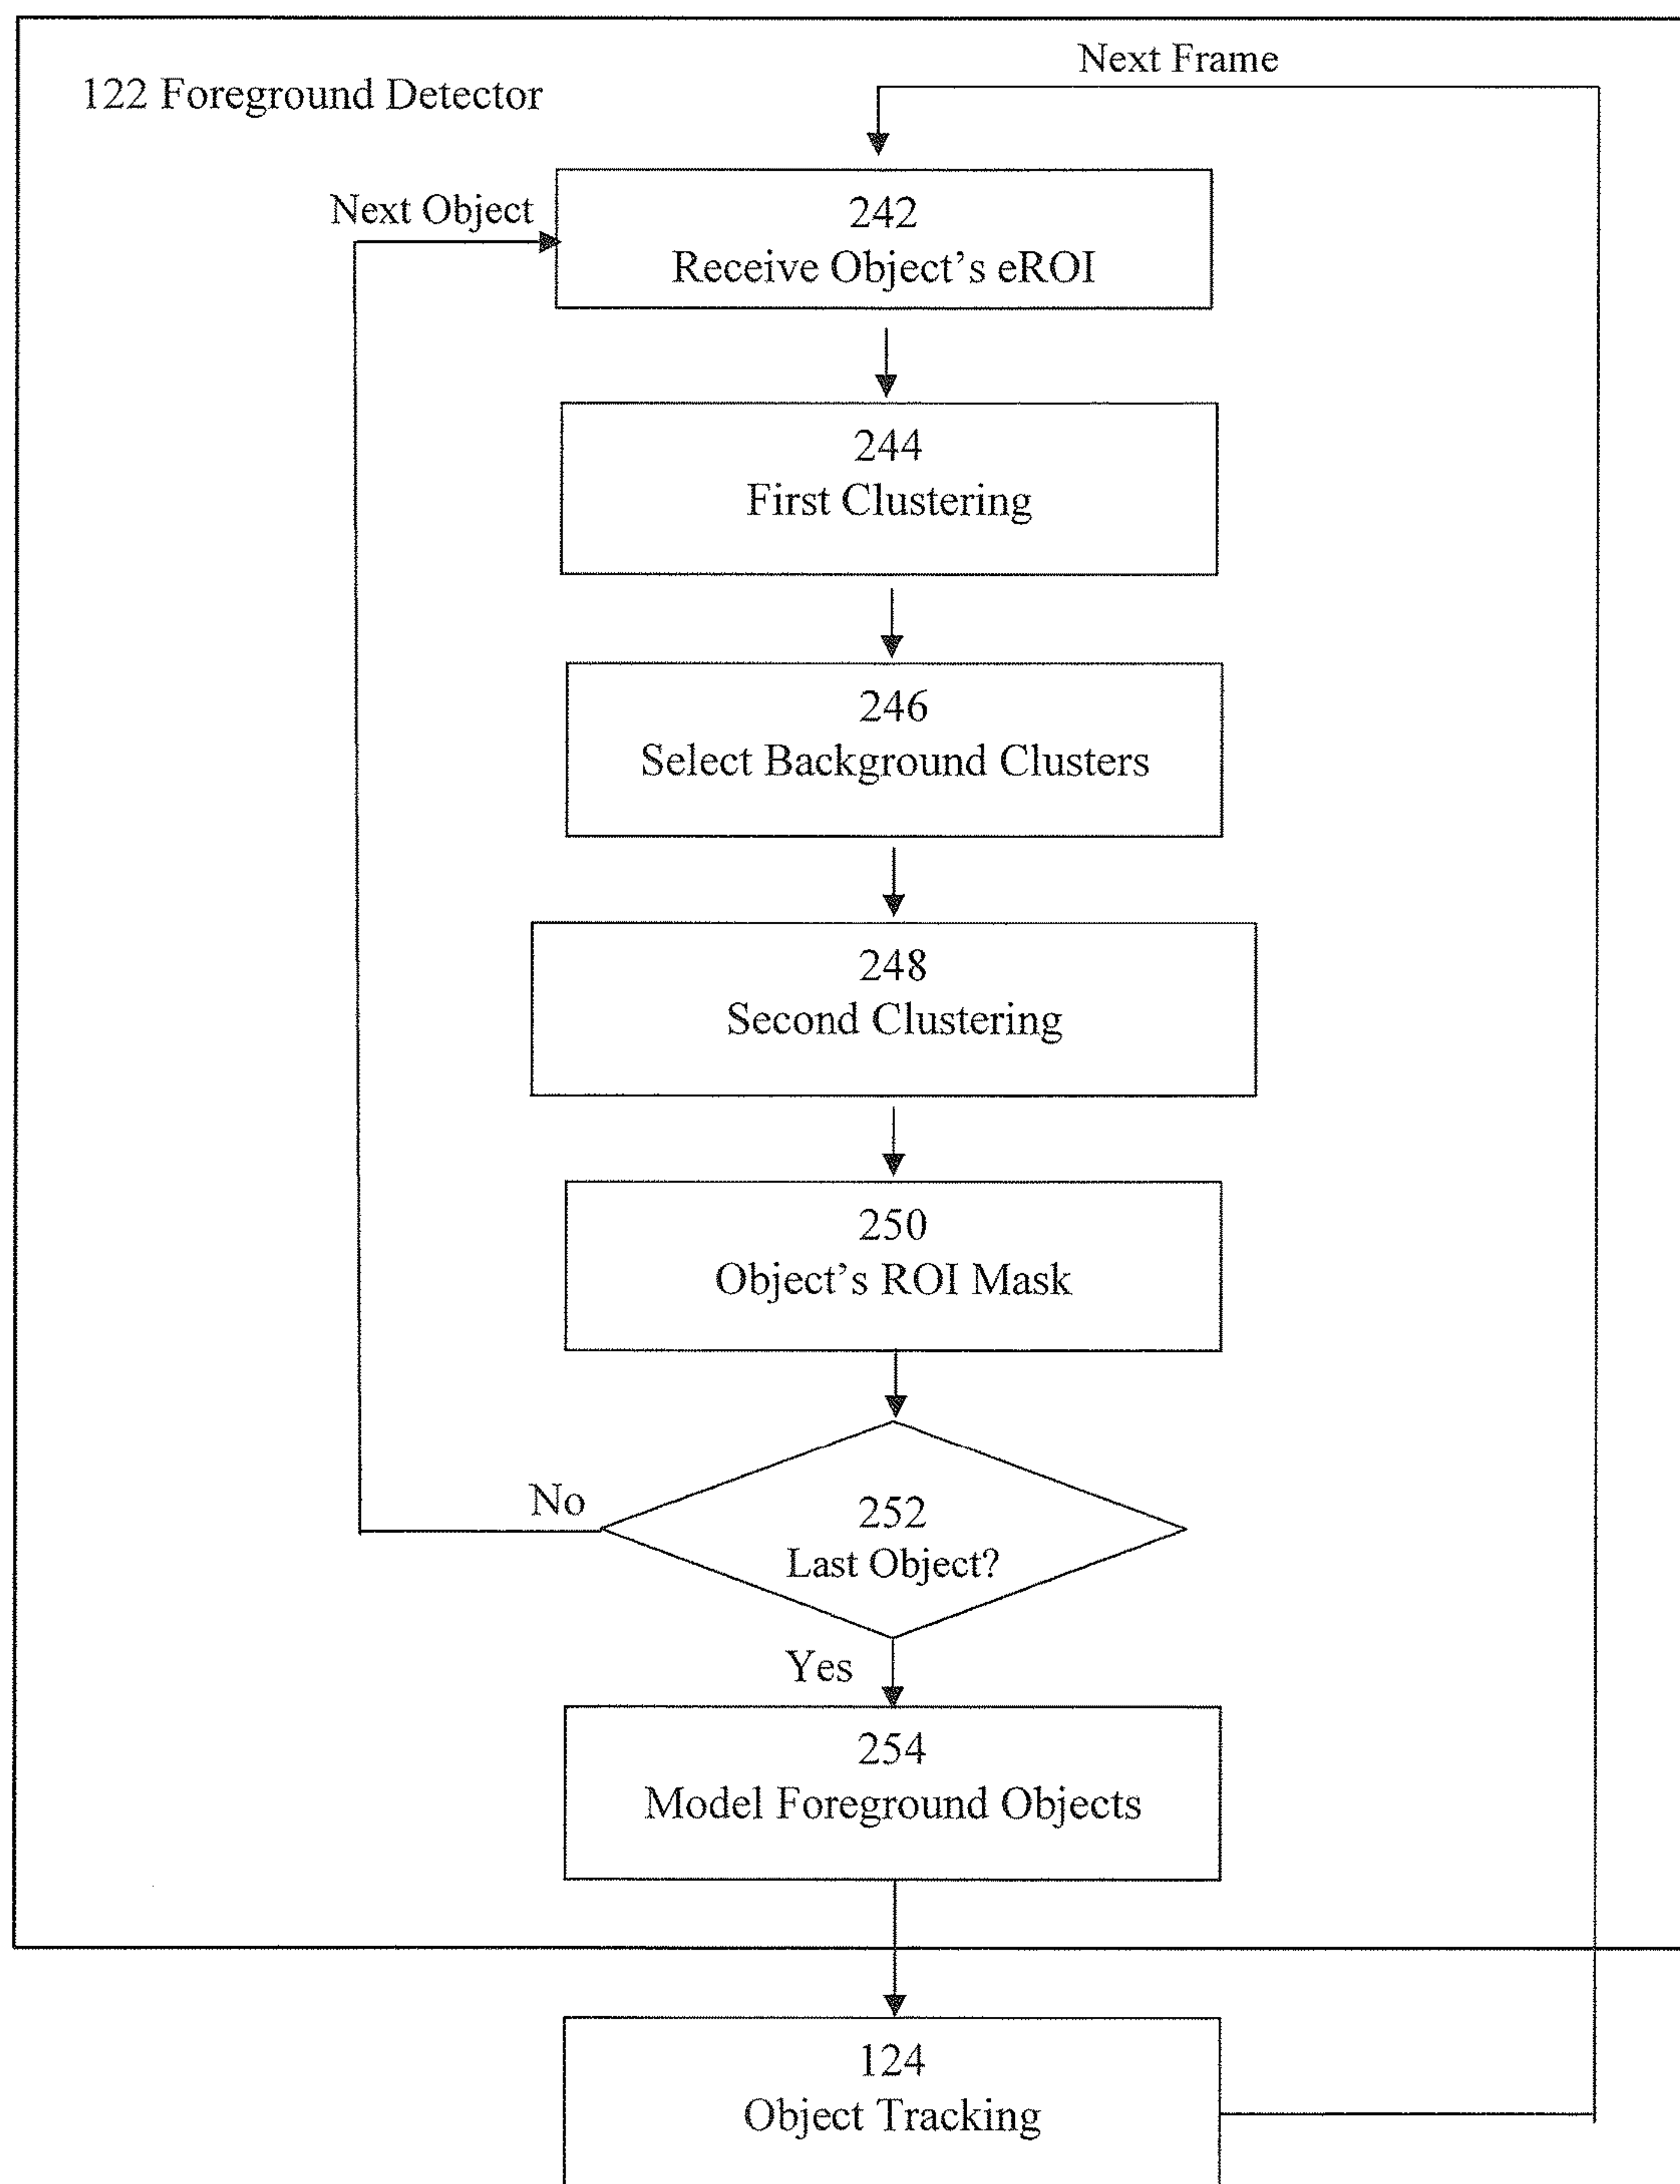 Next Frame
122 Foreground Detector
Next Object
242
Receive Object's eROI
244
First Clustering
246
Select Background Clusters
248
Second Clustering
250
Object's ROI Mask
No
252
Last Object?
Yes
254
Model Foreground Objects
124
Object Tracking